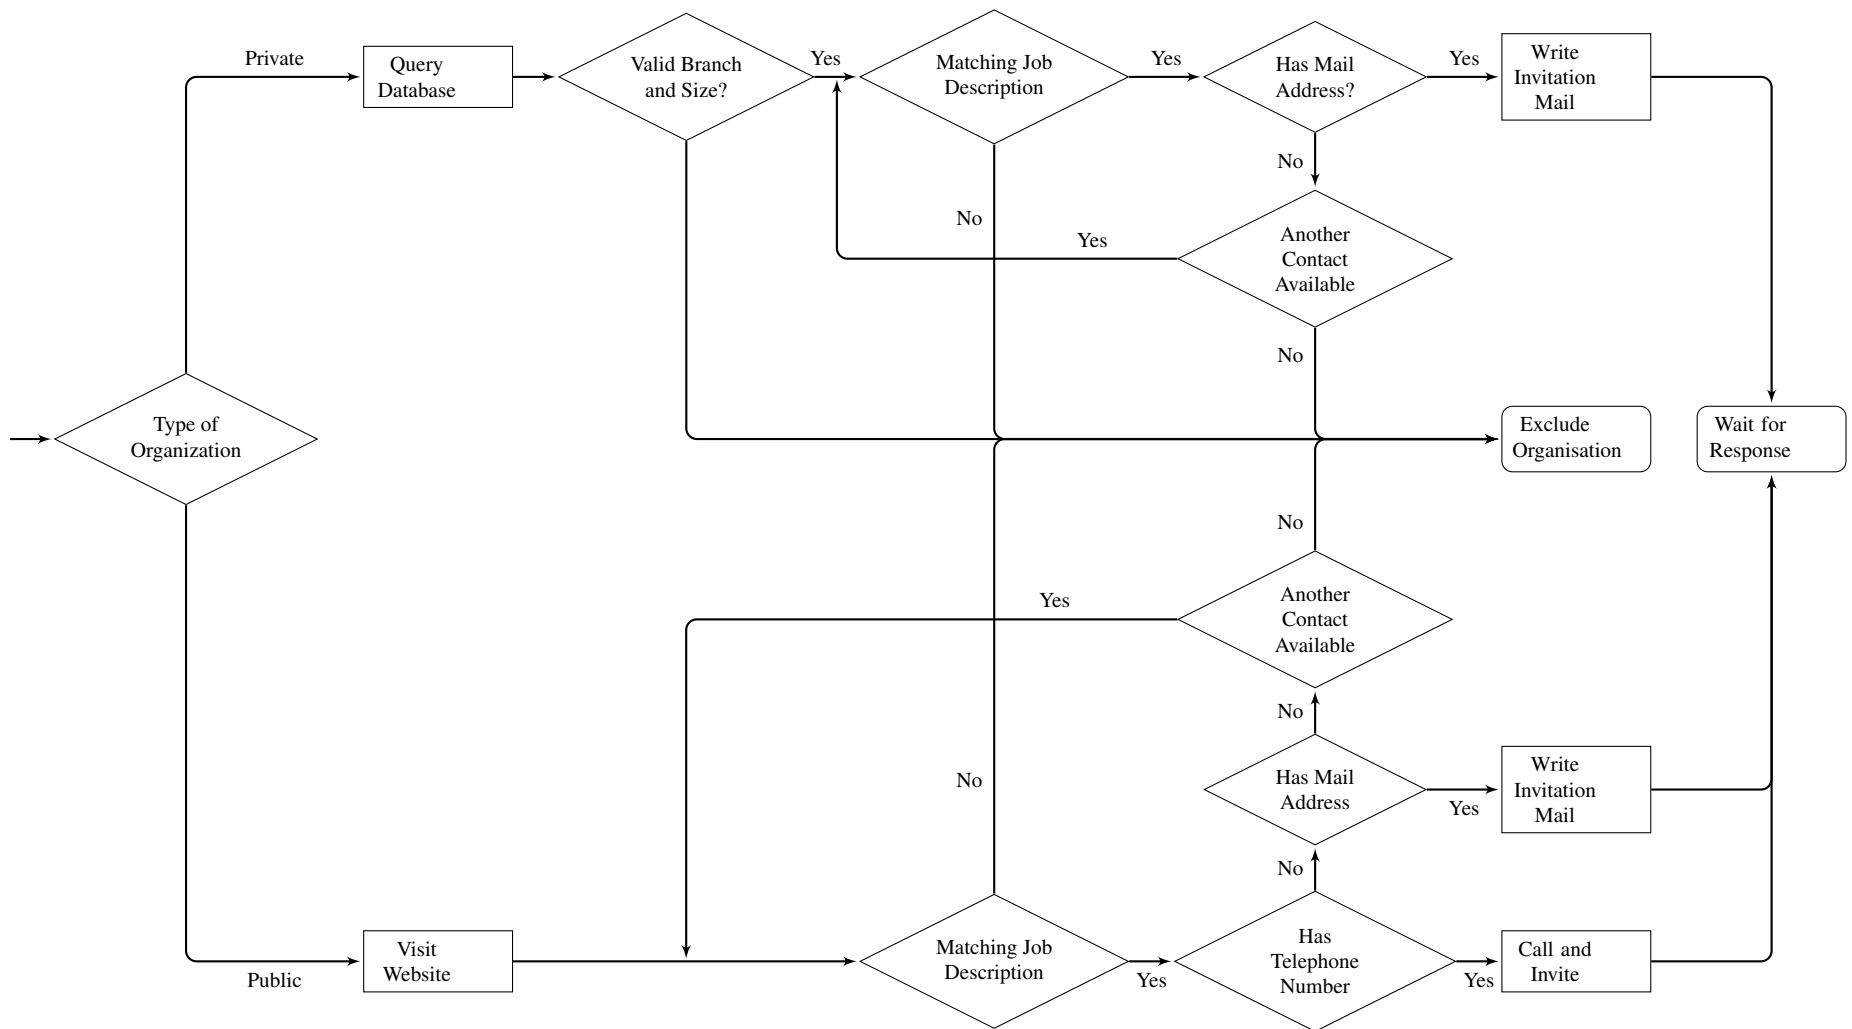 Private
Query
Database
Valid Branch
and Size?
Yes
Matching Job
Description
Yes
Has Mail
Address?
Yes
Write
Invitation
Mail
No
No
Yes
Another
Contact
Available
No
Type of
Organization
Exclude
Organisation
Wait for
Response
No
Yes
Another
Contact
Available
No
No
Has Mail
Address
Yes
Write
Invitation
Mail
No
Public
Visit
Website
Matching Job
Description
Yes
Has
Telephone
Number
Yes
Call and
Invite